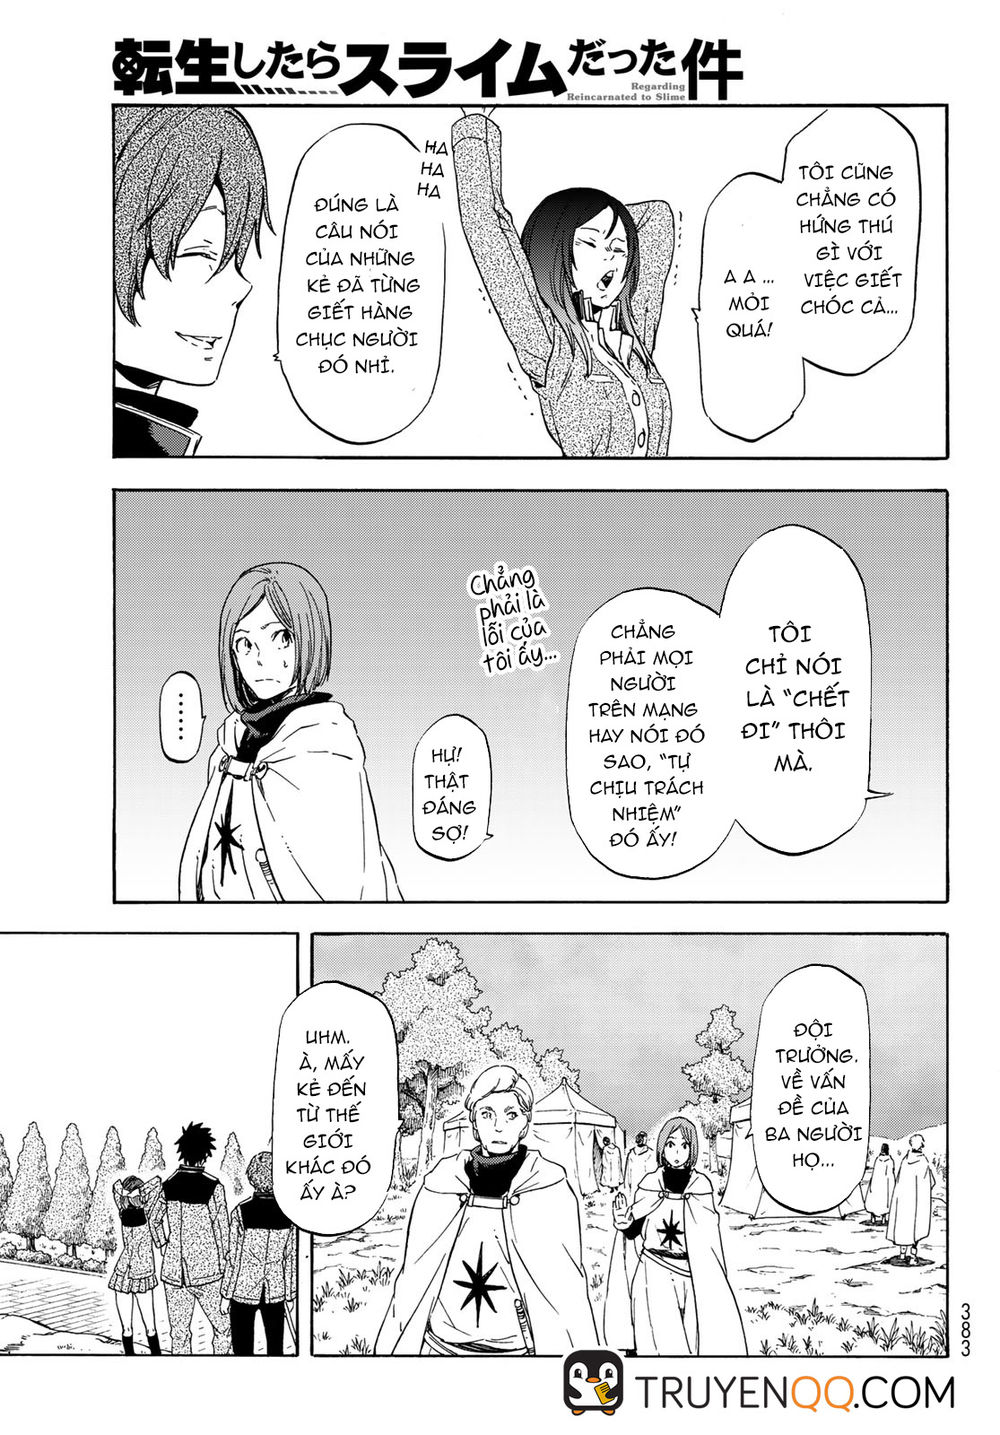 転生したらスライムだった件
Regarding
Reincarnated to Slime
TÔI CŨNG
CHẲNG CÓ
HỨNG THÚ
GÌ VỚI
VIỆC GIẾT
CHÓC CẢ...
A A ...
MỎI
QUÁ!
HA
HA
HA
ĐÚNG LÀ
CÂU NÓI
CỦA NHỮNG
KẺ ĐÃ TỪNG
GIẾT HÀNG
CHỤC NGƯỜI
ĐÓ NHỈ.
TÔI
CHỈ NÓI
LÀ "CHẾT
ĐI" THÔI
MÀ.
CHẲNG
PHẢI MỌI
NGƯỜI
TRÊN MẠNG
HAY NÓI ĐÓ
SAO, "TỰ
CHỊU TRÁCH
NHIỆM"
ĐÓ ẤY!
Chẳng
phải là
lỗi của
tôi ấy...
HỰ!
THẬT
ĐÁNG
SỢ!
......
ĐỘI
TRƯỞNG.
VỀ VẤN
ĐỀ CỦA
BA NGƯỜI
HỌ...
UHM.
À, MẤY
KẺ ĐẾN
TỪ THẾ
GIỚI
KHÁC ĐÓ
ẤY À?
383
TRUYENQQ.COM